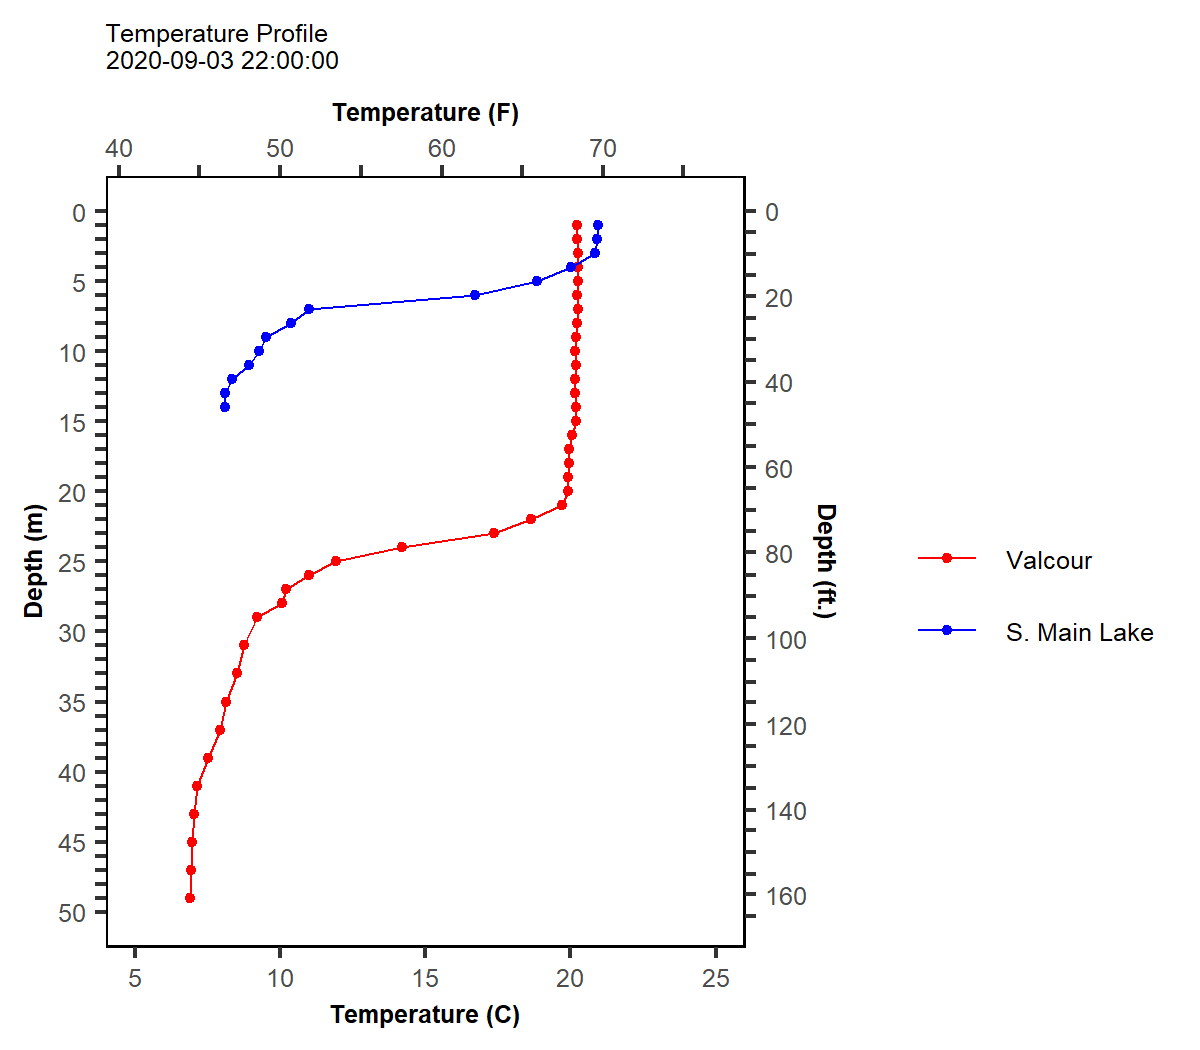 Temperature Profile
2020-09-03 22:00:00
Temperature (F)
40 50 60 70
0
5
10
15
20
25
30
35
40
45
50
Depth (m)
0
20
40
60
80
100
120
140
160
Depth (ft.)
Valcour
S. Main Lake
5 10 15 20 25
Temperature (C)